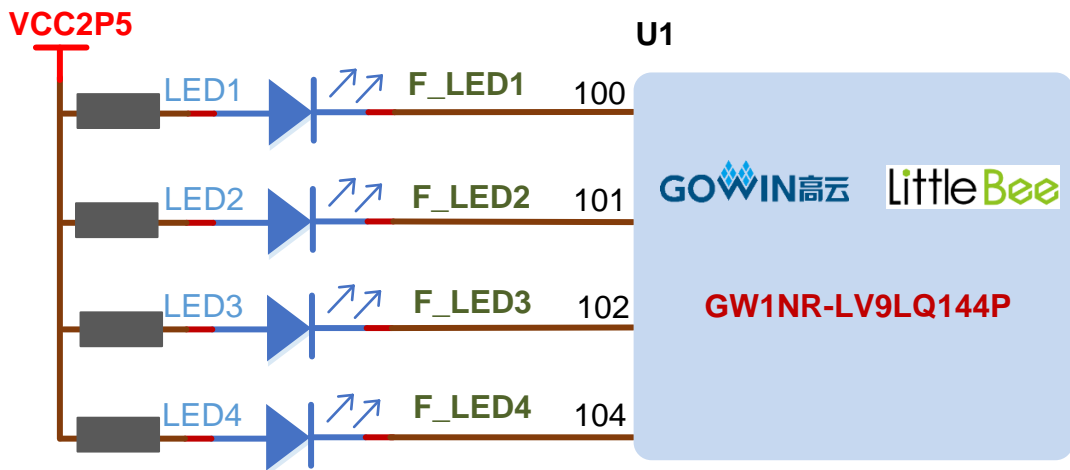 VCC2P5
U1
LED1 F_LED1 100
LED2 F_LED2 101
GOWIN高云 LittleBee
LED3 F_LED3 102
GW1NR-LV9LQ144P
LED4 F_LED4 104